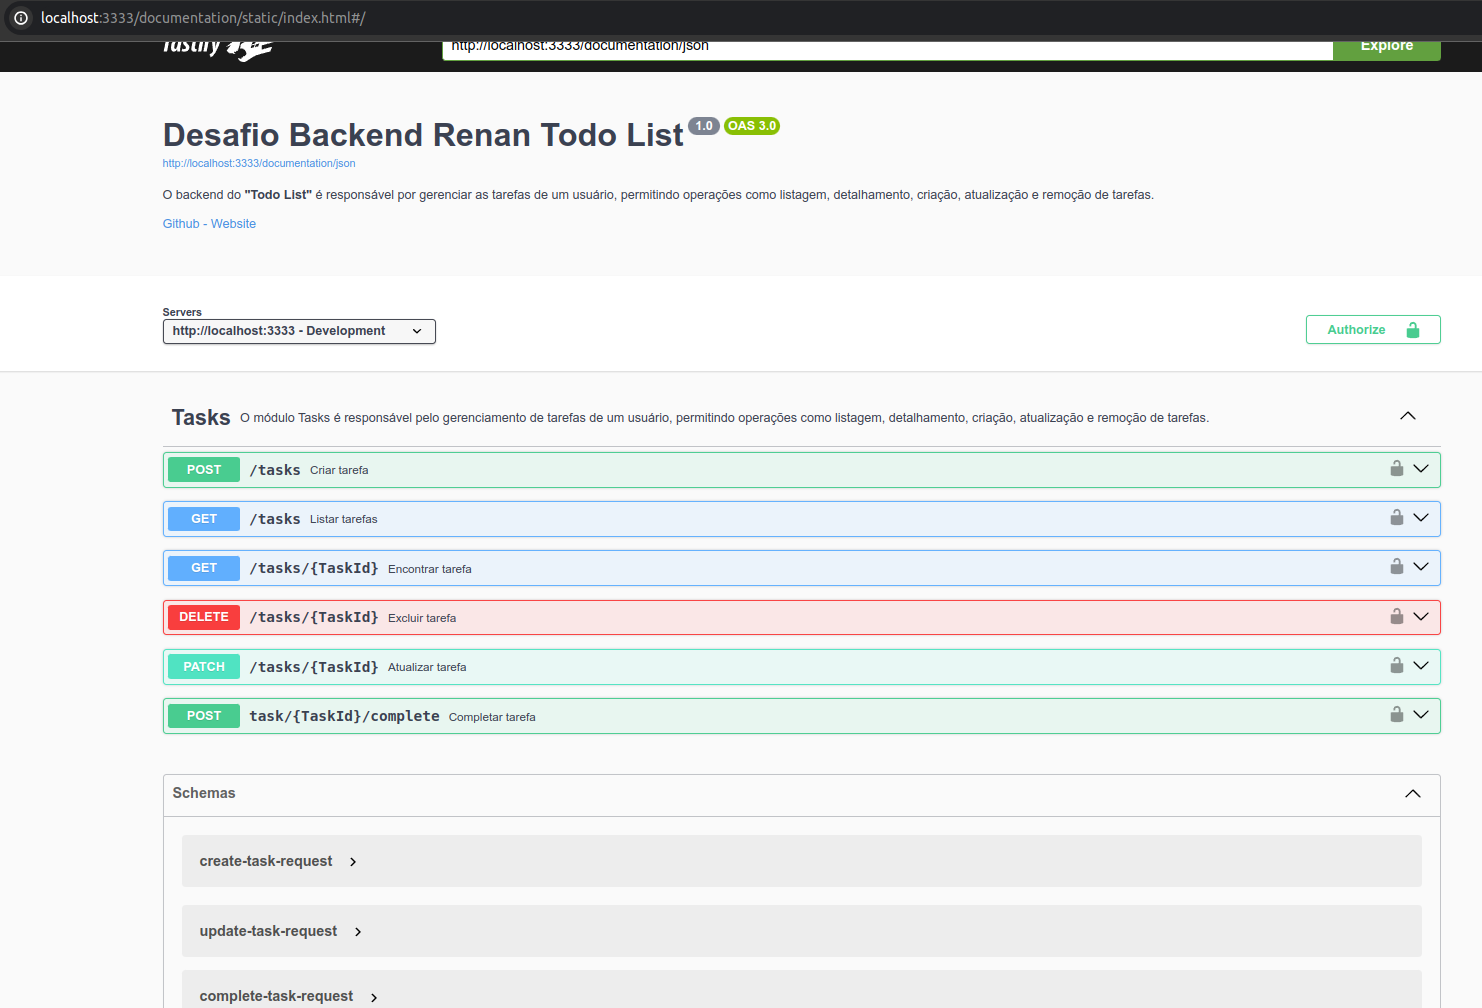 localhost:3333/documentation/static/index.html#/
fastify
http://localhost:3333/documentation/json
Explore
Desafio Backend Renan Todo List 1.0 OAS 3.0
http://localhost:3333/documentation/json
O backend do "Todo List" é responsável por gerenciar as tarefas de um usuário, permitindo operações como listagem, detalhamento, criação, atualização e remoção de tarefas.
Github - Website
Servers
http://localhost:3333 - Development
Authorize
Tasks O módulo Tasks é responsável pelo gerenciamento de tarefas de um usuário, permitindo operações como listagem, detalhamento, criação, atualização e remoção de tarefas.
POST /tasks Criar tarefa
GET /tasks Listar tarefas
GET /tasks/{TaskId} Encontrar tarefa
DELETE /tasks/{TaskId} Excluir tarefa
PATCH /tasks/{TaskId} Atualizar tarefa
POST task/{TaskId}/complete Completar tarefa
Schemas
create-task-request
update-task-request
complete-task-request